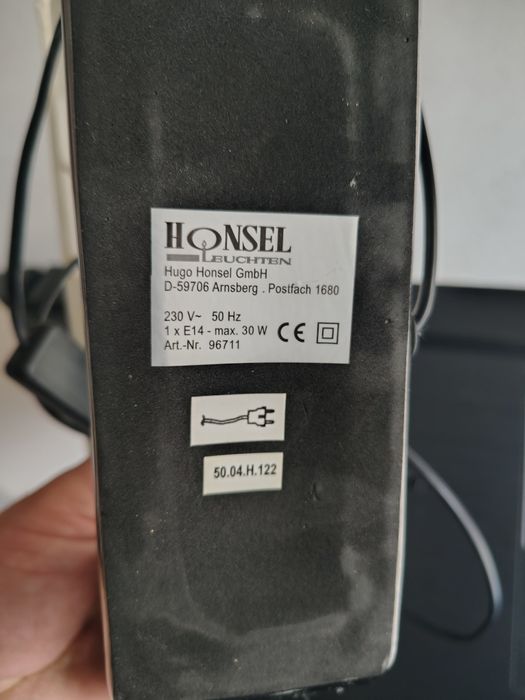 HONSEL
LEUCHTEN
Hugo Honsel GmbH
D-59706 Arnsberg . Postfach 1680
230 V~ 50 Hz
1 x E14 - max. 30 W CE
Art.-Nr. 96711
50.04.H.122